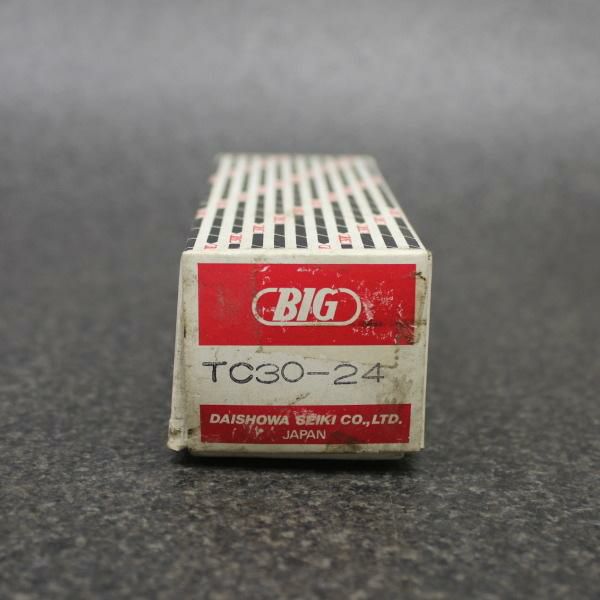 BIG
TC30-24
DAISHOWA SEIKI CO.,LTD.
JAPAN